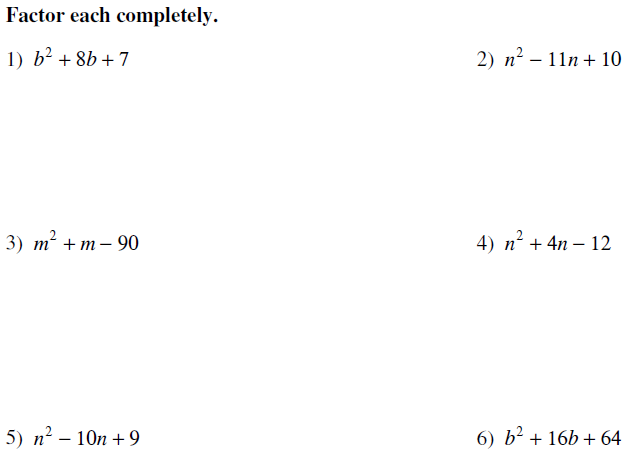 Factor each completely.
1) b² + 8b + 7
2) n² − 11n + 10
3) m² + m − 90
4) n² + 4n − 12
5) n² − 10n + 9
6) b² + 16b + 64